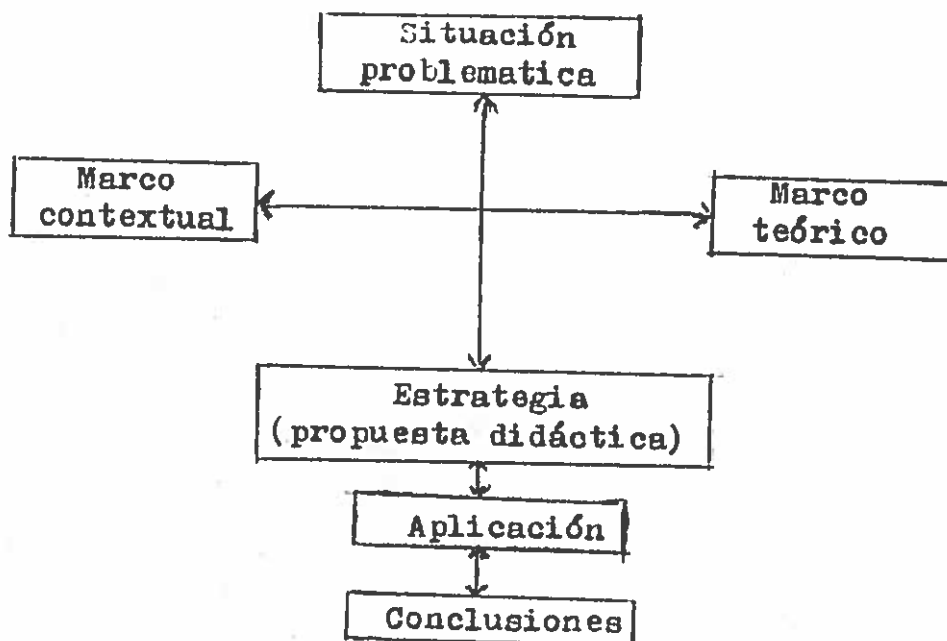 Situación
problematica
Marco
contextual
Marco
teórico
Estrategia
(propuesta didáctica)
Aplicación
Conclusiones